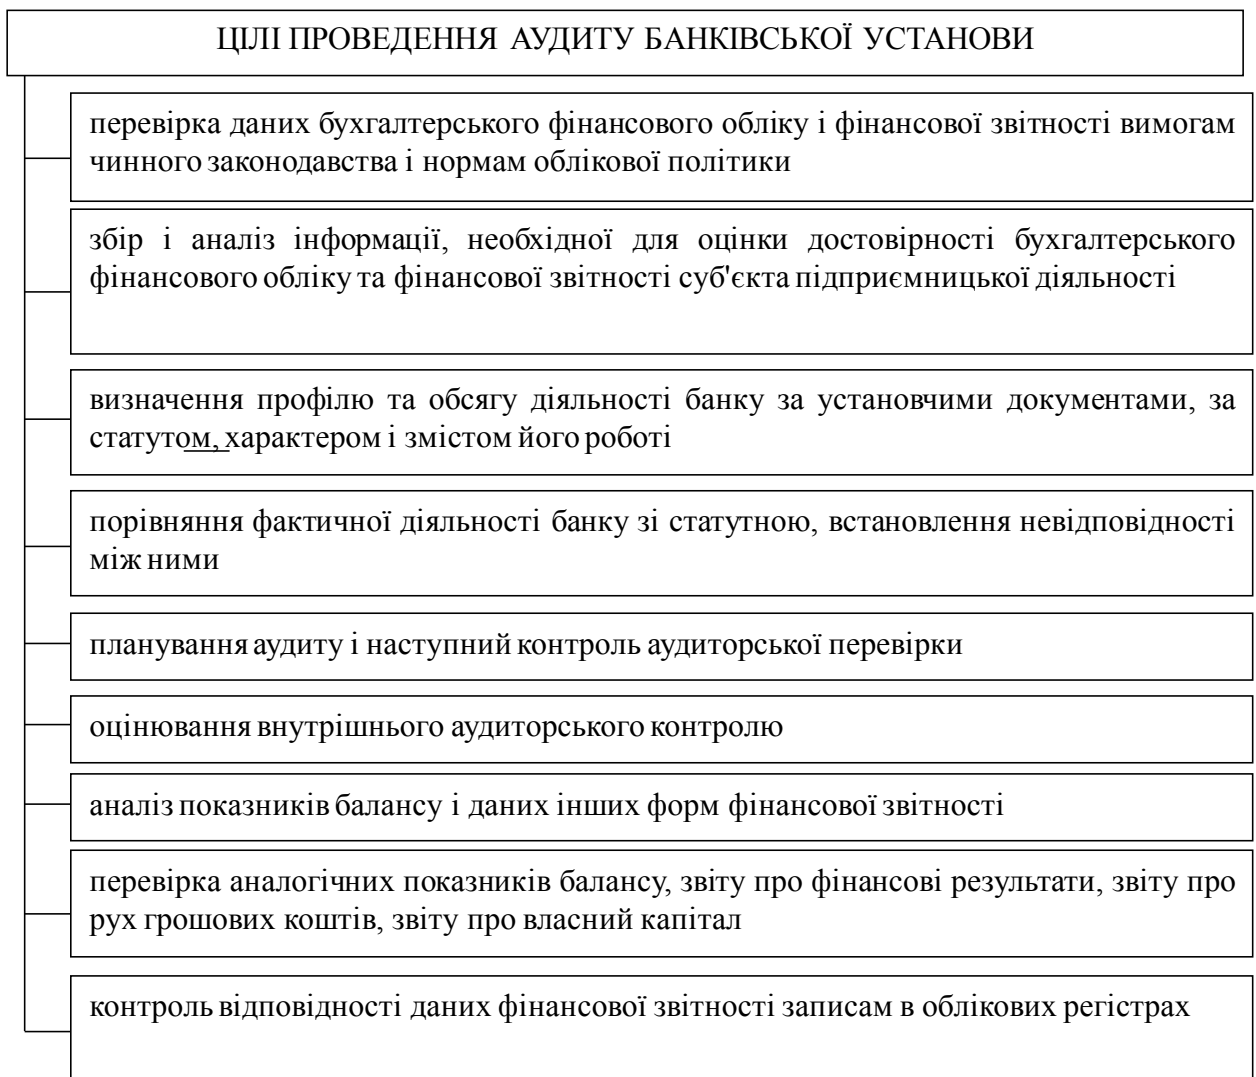 ЦІЛІ ПРОВЕДЕННЯ АУДИТУ БАНКІВСЬКОЇ УСТАНОВИ
перевірка даних бухгалтерського фінансового обліку і фінансової звітності вимогам
чинного законодавства і нормам облікової політики
збір і аналіз інформації, необхідної для оцінки достовірності бухгалтерського
фінансового обліку та фінансової звітності суб'єкта підприємницької діяльності
визначення профілю та обсягу діяльності банку за установчими документами, за
статутом, характером і змістом його роботі
порівняння фактичної діяльності банку зі статутною, встановлення невідповідності
між ними
планування аудиту і наступний контроль аудиторської перевірки
оцінювання внутрішнього аудиторського контролю
аналіз показників балансу і даних інших форм фінансової звітності
перевірка аналогічних показників балансу, звіту про фінансові результати, звіту про
рух грошових коштів, звіту про власний капітал
контроль відповідності даних фінансової звітності записам в облікових регістрах